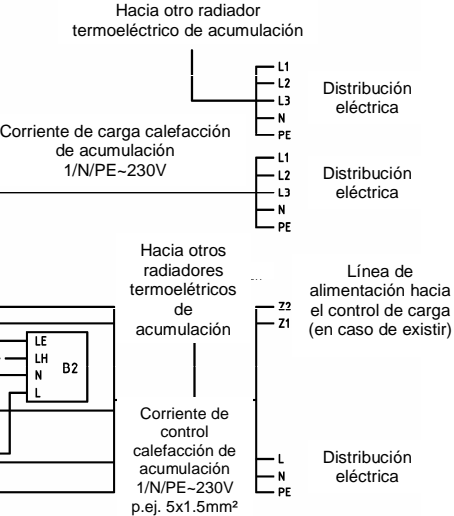 Hacia otro radiador
termoeléctrico de acumulación
L1
L2
L3
N
PE
Distribución
eléctrica
Corriente de carga calefacción
de acumulación
1/N/PE~230V
L1
L2
L3
N
PE
Distribución
eléctrica
Hacia otros
radiadores
termoelétricos
de
acumulación
Z2
Z1
Línea de
alimentación hacia
el control de carga
(en caso de existir)
LE
LH
N
L
B2
Corriente de
control
calefacción de
acumulación
1/N/PE~230V
p.ej. 5x1.5mm²
L
N
PE
Distribución
eléctrica